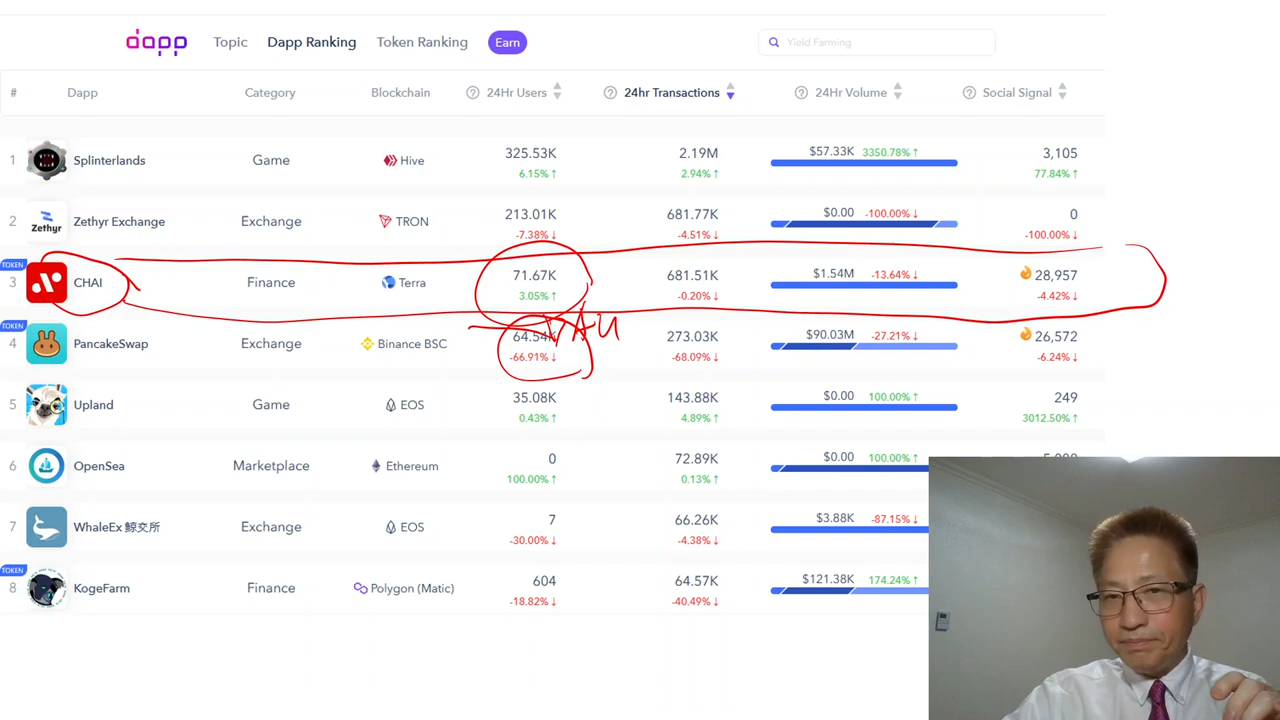 dapp Topic Dapp Ranking Token Ranking Earn Yield Farming
# Dapp Category Blockchain 24Hr Users 24hr Transactions 24Hr Volume Social Signal
1 Splinterlands Game Hive 325.53K 2.19M $57.33K 3350.78% ↑ 3,105
6.15% ↑ 2.94% ↑ 77.84% ↑
2 Zethyr Zethyr Exchange Exchange TRON 213.01K 681.77K $0.00 -100.00% ↓ 0
-7.38% ↓ -4.51% ↓ -100.00% ↓
TOKEN
3 CHAI Finance Terra 71.67K 681.51K $1.54M -13.64% ↓ 28,957
3.05% ↑ -0.20% ↓ -4.42% ↓
TOKEN
4 PancakeSwap Exchange Binance BSC 64.54K 273.03K $90.03M -27.21% ↓ 26,572
-66.91% ↓ -68.09% ↓ -6.24% ↓
5 Upland Game EOS 35.08K 143.88K $0.00 100.00% ↑ 249
0.43% ↑ 4.89% ↑ 3012.50% ↑
6 OpenSea Marketplace Ethereum 0 72.89K $0.00 100.00% ↑
100.00% ↑ 0.13% ↑
7 WhaleEx 鲸交所 Exchange EOS 7 66.26K $3.88K -87.15% ↓
-30.00% ↓ -4.38% ↓
TOKEN
8 KogeFarm Finance Polygon (Matic) 604 64.57K $121.38K 174.24% ↑
-18.82% ↓ -40.49% ↓